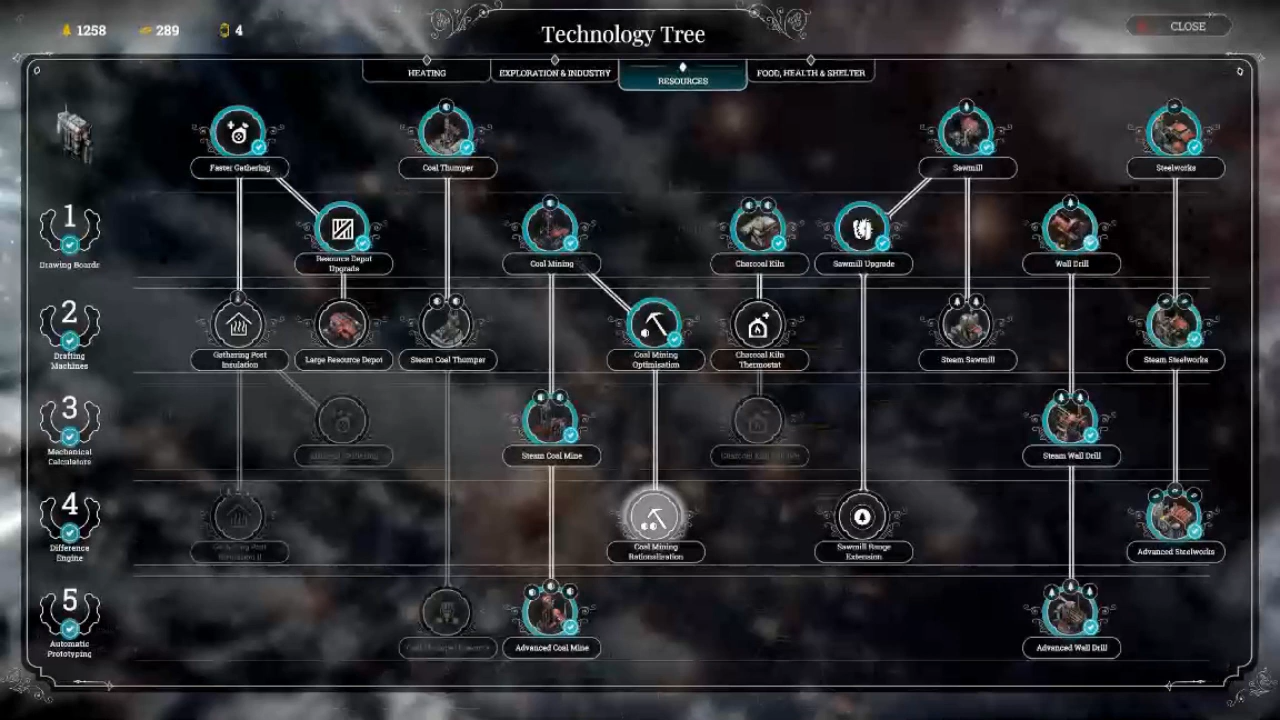 1258 289 4
Technology Tree
CLOSE
HEATING EXPLORATION & INDUSTRY RESOURCES FOOD, HEALTH & SHELTER
Faster Gathering
Coal Thumper
Sawmill
Steelworks
1
Drawing Boards
Resource Depot
Upgrade
Coal Mining
Charcoal Kiln
Sawmill Upgrade
Wall Drill
2
Drafting
Machines
Gathering Post
Insulation
Large Resource Depot
Steam Coal Thumper
Coal Mining
Optimisation
Charcoal Kiln
Thermostat
Steam Sawmill
Steam Steelworks
3
Mechanical
Calculators
Steam Coal Mine
Steam Wall Drill
4
Difference
Engine
Gathering Post
Insulation II
Coal Mining
Rationalisation
Sawmill Range
Extension
Advanced Steelworks
5
Automatic
Prototyping
Advanced Coal Mine
Advanced Wall Drill